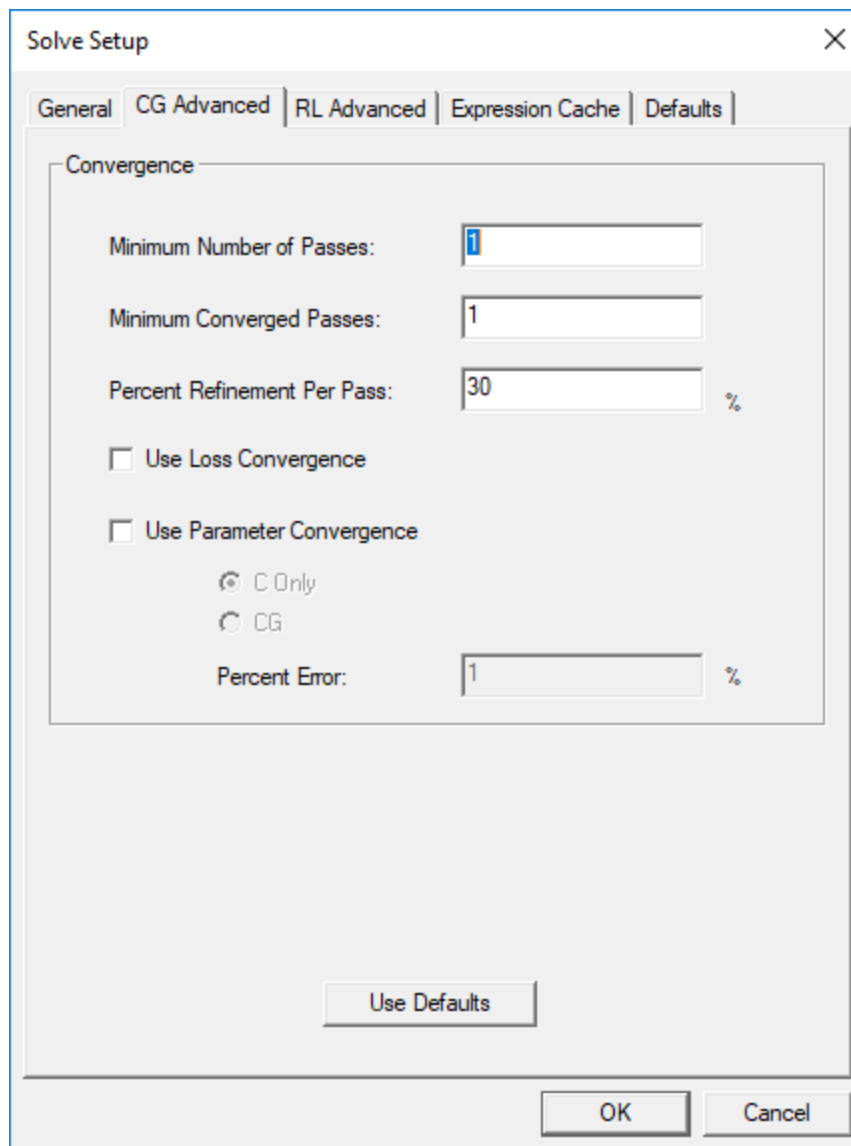 Solve Setup
General CG Advanced RL Advanced Expression Cache Defaults
Convergence
Minimum Number of Passes: 1
Minimum Converged Passes: 1
Percent Refinement Per Pass: 30 %
Use Loss Convergence
Use Parameter Convergence
C Only
CG
Percent Error: 1 %
Use Defaults
OK Cancel